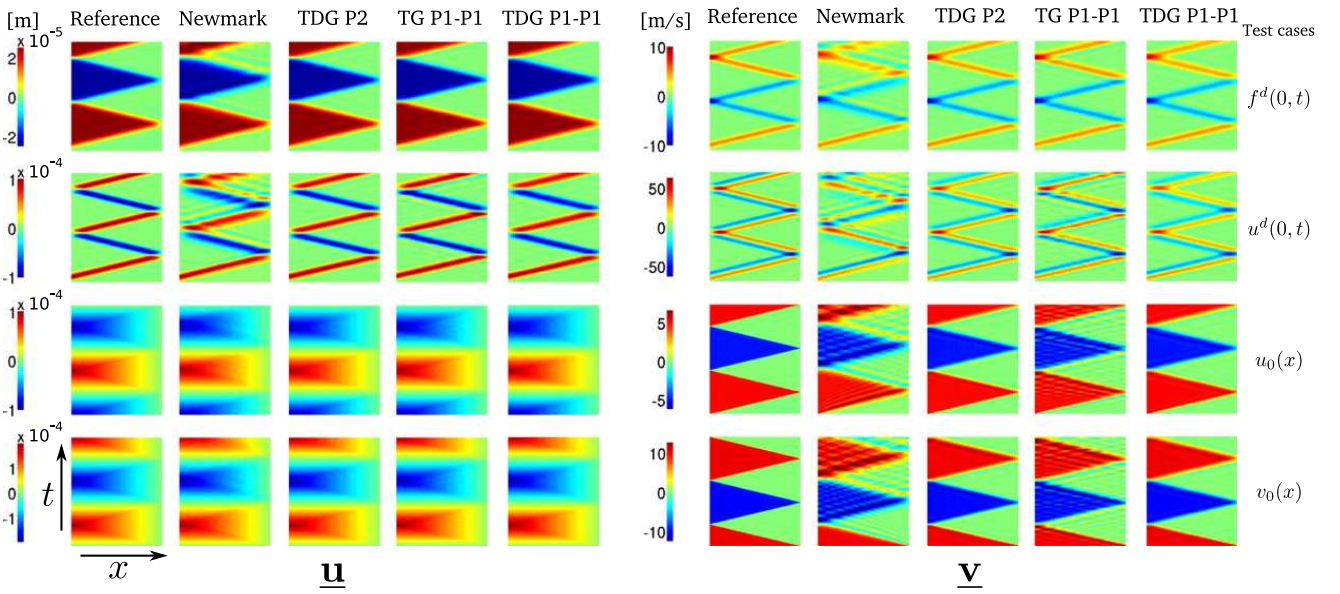 [m] Reference Newmark TDG P2 TG P1-P1 TDG P1-P1 [m/s] Reference Newmark TDG P2 TG P1-P1 TDG P1-P1 Test cases
x 10⁻⁵
2
0
-2
10
0
-10
f^d(0, t)
x 10⁻⁴
1
0
-1
50
0
-50
u^d(0, t)
x 10⁻⁴
1
0
-1
5
0
-5
u₀(x)
x 10⁻⁴
1
0
-1
t
10
0
-10
v₀(x)
x
u
v